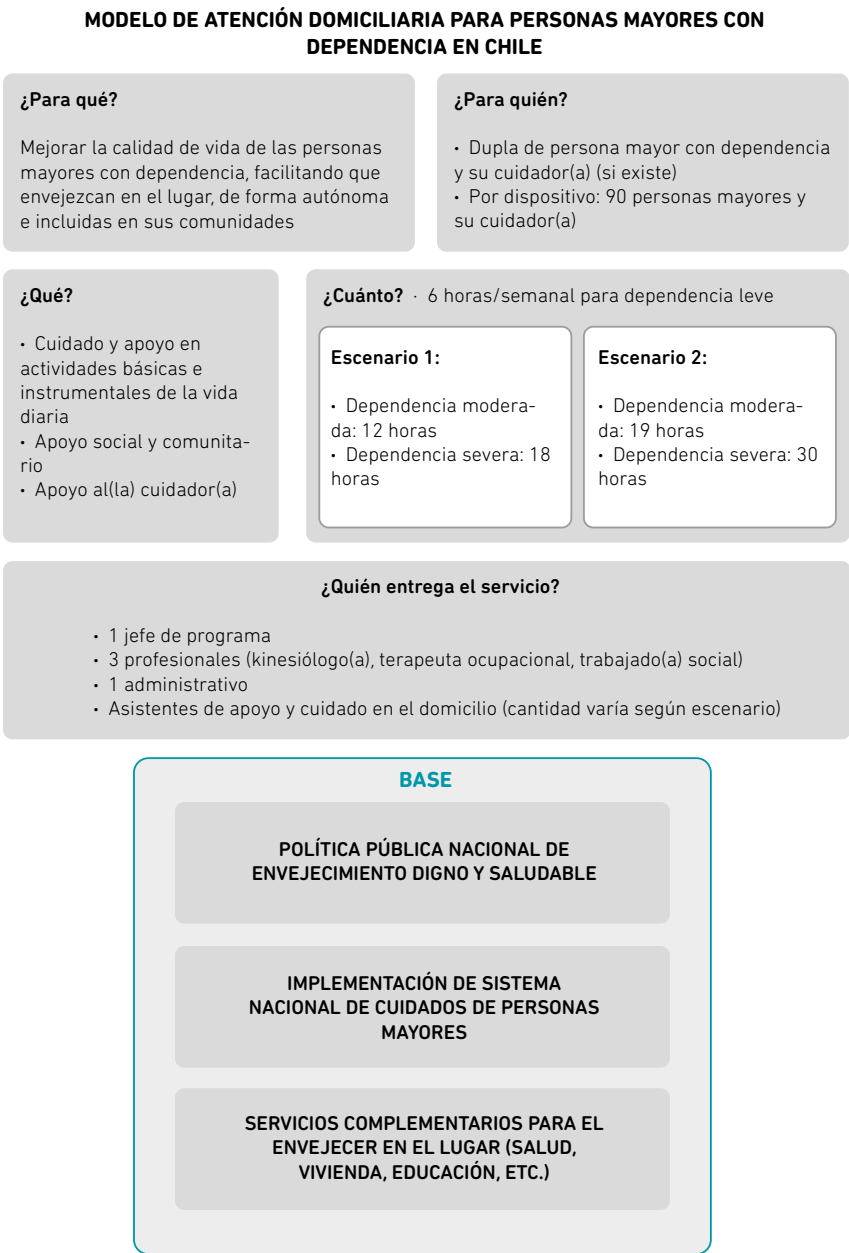 MODELO DE ATENCIÓN DOMICILIARIA PARA PERSONAS MAYORES CON
DEPENDENCIA EN CHILE
¿Para qué?
Mejorar la calidad de vida de las personas
mayores con dependencia, facilitando que
envejezcan en el lugar, de forma autónoma
e incluidas en sus comunidades
¿Para quién?
• Dupla de persona mayor con dependencia
y su cuidador(a) (si existe)
• Por dispositivo: 90 personas mayores y
su cuidador(a)
¿Qué?
• Cuidado y apoyo en
actividades básicas e
instrumentales de la vida
diaria
• Apoyo social y comunita-
rio
• Apoyo al(la) cuidador(a)
¿Cuánto? · 6 horas/semanal para dependencia leve
Escenario 1:
• Dependencia modera-
da: 12 horas
• Dependencia severa: 18
horas
Escenario 2:
• Dependencia modera-
da: 19 horas
• Dependencia severa: 30
horas
¿Quién entrega el servicio?
• 1 jefe de programa
• 3 profesionales (kinesiólogo(a), terapeuta ocupacional, trabajado(a) social)
• 1 administrativo
• Asistentes de apoyo y cuidado en el domicilio (cantidad varía según escenario)
BASE
POLÍTICA PÚBLICA NACIONAL DE
ENVEJECIMIENTO DIGNO Y SALUDABLE
IMPLEMENTACIÓN DE SISTEMA
NACIONAL DE CUIDADOS DE PERSONAS
MAYORES
SERVICIOS COMPLEMENTARIOS PARA EL
ENVEJECER EN EL LUGAR (SALUD,
VIVIENDA, EDUCACIÓN, ETC.)